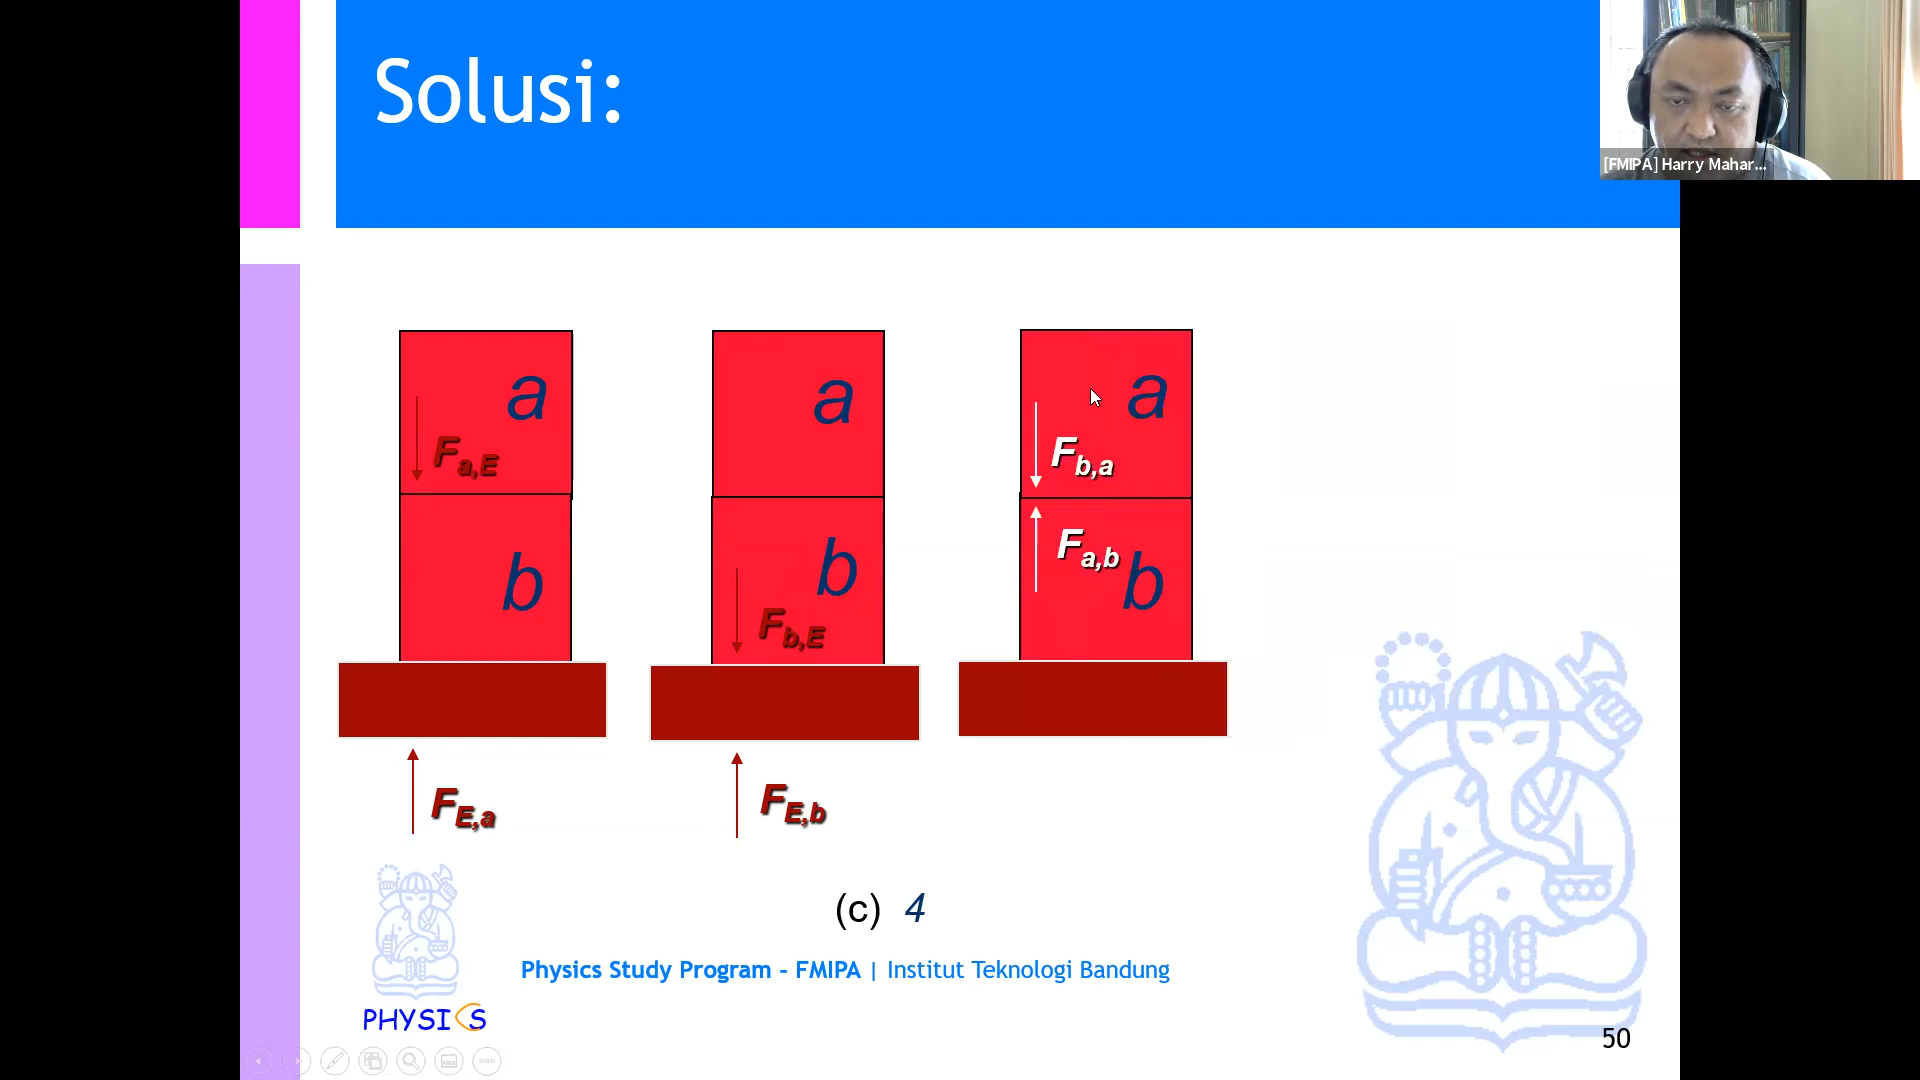 Solusi:
[FMIPA] Harry Mahar...
a
F a,E
b
F E,a
a
b
F b,E
F E,b
a
F b,a
F a,b
b
(c) 4
Physics Study Program - FMIPA | Institut Teknologi Bandung
PHYSICS
50